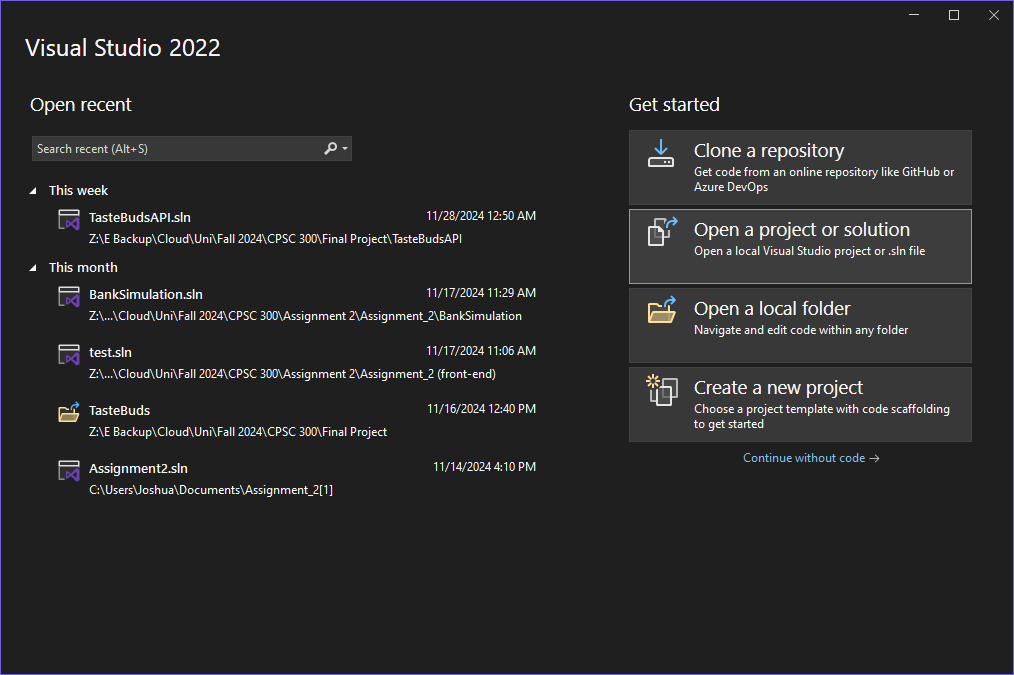 Visual Studio 2022
Open recent
Search recent (Alt+S)
This week
TasteBudsAPI.sln 11/28/2024 12:50 AM
Z:\E Backup\Cloud\Uni\Fall 2024\CPSC 300\Final Project\TasteBudsAPI
This month
BankSimulation.sln 11/17/2024 11:29 AM
Z:\...\Cloud\Uni\Fall 2024\CPSC 300\Assignment 2\Assignment_2\BankSimulation
test.sln 11/17/2024 11:06 AM
Z:\...\Cloud\Uni\Fall 2024\CPSC 300\Assignment 2\Assignment_2 (front-end)
TasteBuds 11/16/2024 12:40 PM
Z:\E Backup\Cloud\Uni\Fall 2024\CPSC 300\Final Project
Assignment2.sln 11/14/2024 4:10 PM
C:\Users\Joshua\Documents\Assignment_2[1]
Get started
Clone a repository
Get code from an online repository like GitHub or
Azure DevOps
Open a project or solution
Open a local Visual Studio project or .sln file
Open a local folder
Navigate and edit code within any folder
Create a new project
Choose a project template with code scaffolding
to get started
Continue without code →